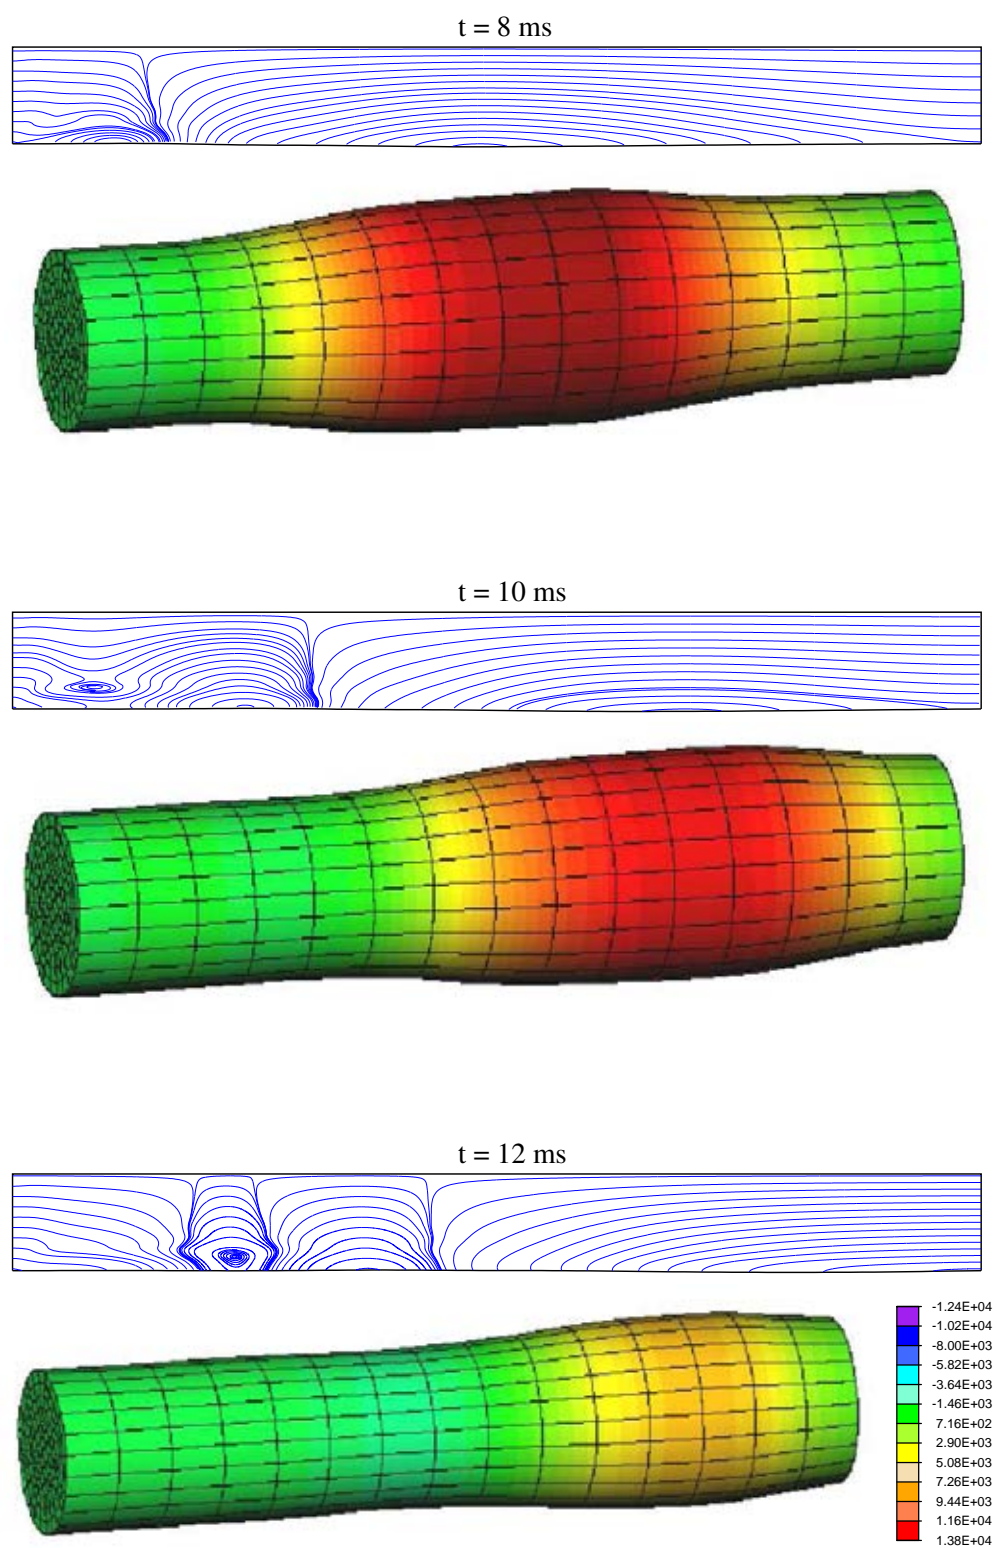 t = 8 ms
t = 10 ms
t = 12 ms
-1.24E+04
-1.02E+04
-8.00E+03
-5.82E+03
-3.64E+03
-1.46E+03
7.16E+02
2.90E+03
5.08E+03
7.26E+03
9.44E+03
1.16E+04
1.38E+04